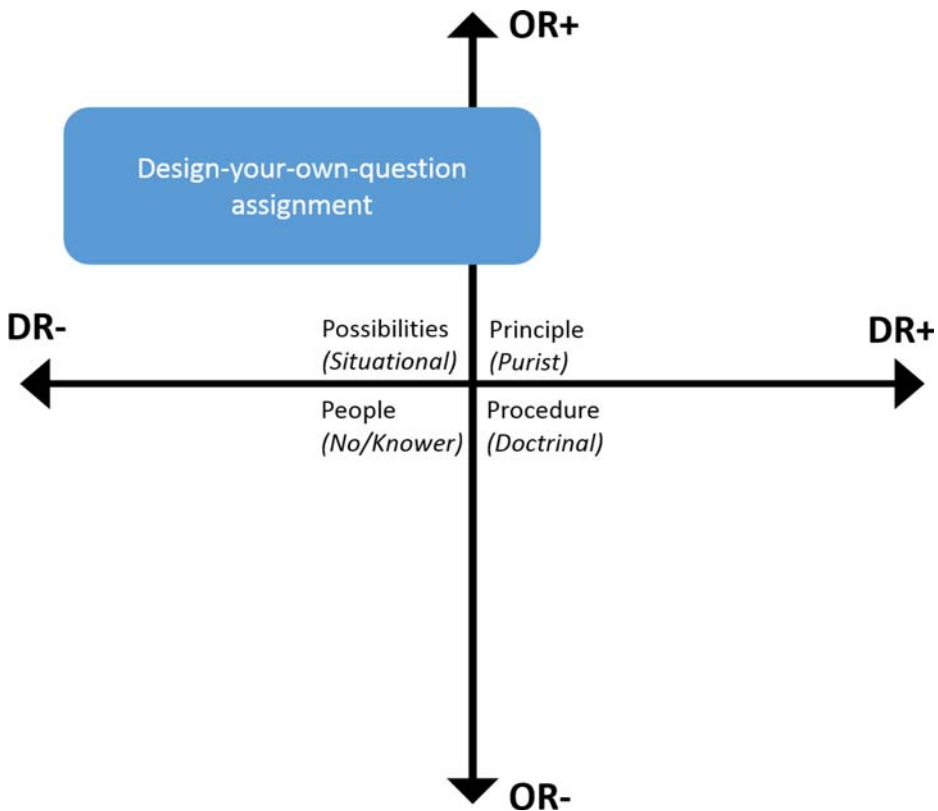 OR+
Design-your-own-question
assignment
DR-
DR+
Possibilities
(Situational)
Principle
(Purist)
People
(No/Knower)
Procedure
(Doctrinal)
OR-